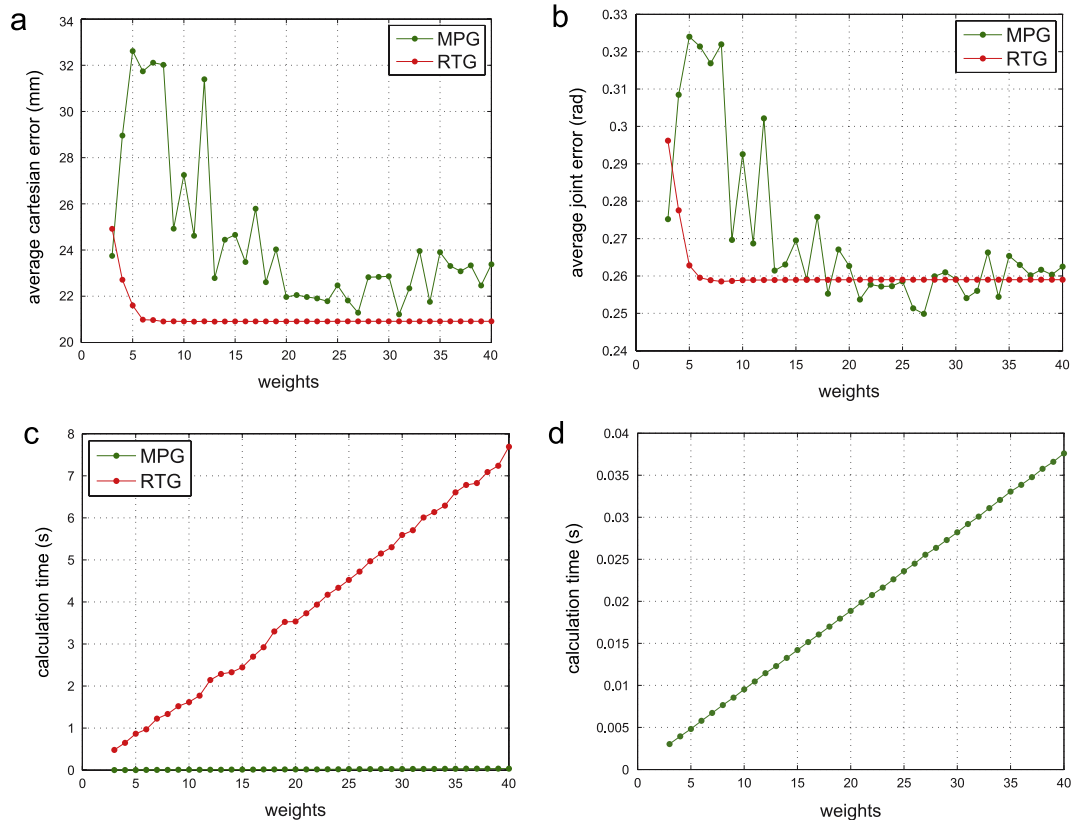 a
34
32
30
28
26
24
22
20
0 5 10 15 20 25 30 35 40
average cartesian error (mm)
weights
MPG
RTG
b
0.33
0.32
0.31
0.3
0.29
0.28
0.27
0.26
0.25
0.24
0 5 10 15 20 25 30 35 40
average joint error (rad)
weights
MPG
RTG
c
8
7
6
5
4
3
2
1
0
0 5 10 15 20 25 30 35 40
calculation time (s)
weights
MPG
RTG
d
0.04
0.035
0.03
0.025
0.02
0.015
0.01
0.005
0
0 5 10 15 20 25 30 35 40
calculation time (s)
weights